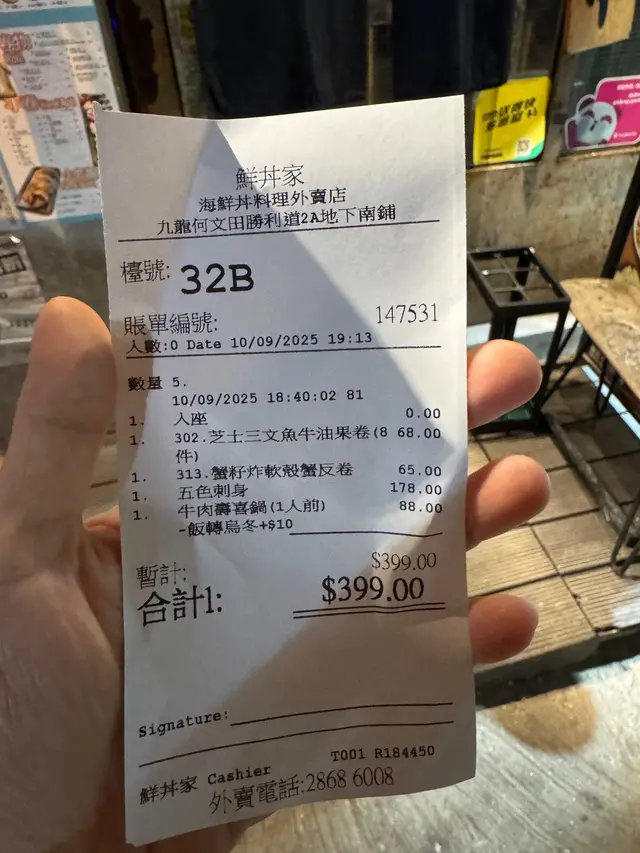 鮮丼家
海鮮丼料理外賣店
九龍何文田勝利道2A地下南鋪
檯號: 32B
賬單編號: 147531
人數:0 Date 10/09/2025 19:13
數量 5.
10/09/2025 18:40:02 81
1. 入座 0.00
1. 302.芝士三文魚牛油果卷(8 68.00
件)
1. 313.蟹籽炸軟殼蟹反卷 65.00
1. 五色刺身 178.00
1. 牛肉壽喜鍋(1人前) 88.00
-飯轉烏冬+$10
暫計: $399.00
合計1: $399.00
Signature:
T001 R184450
鮮丼家 Cashier
外賣電話:2868 6008